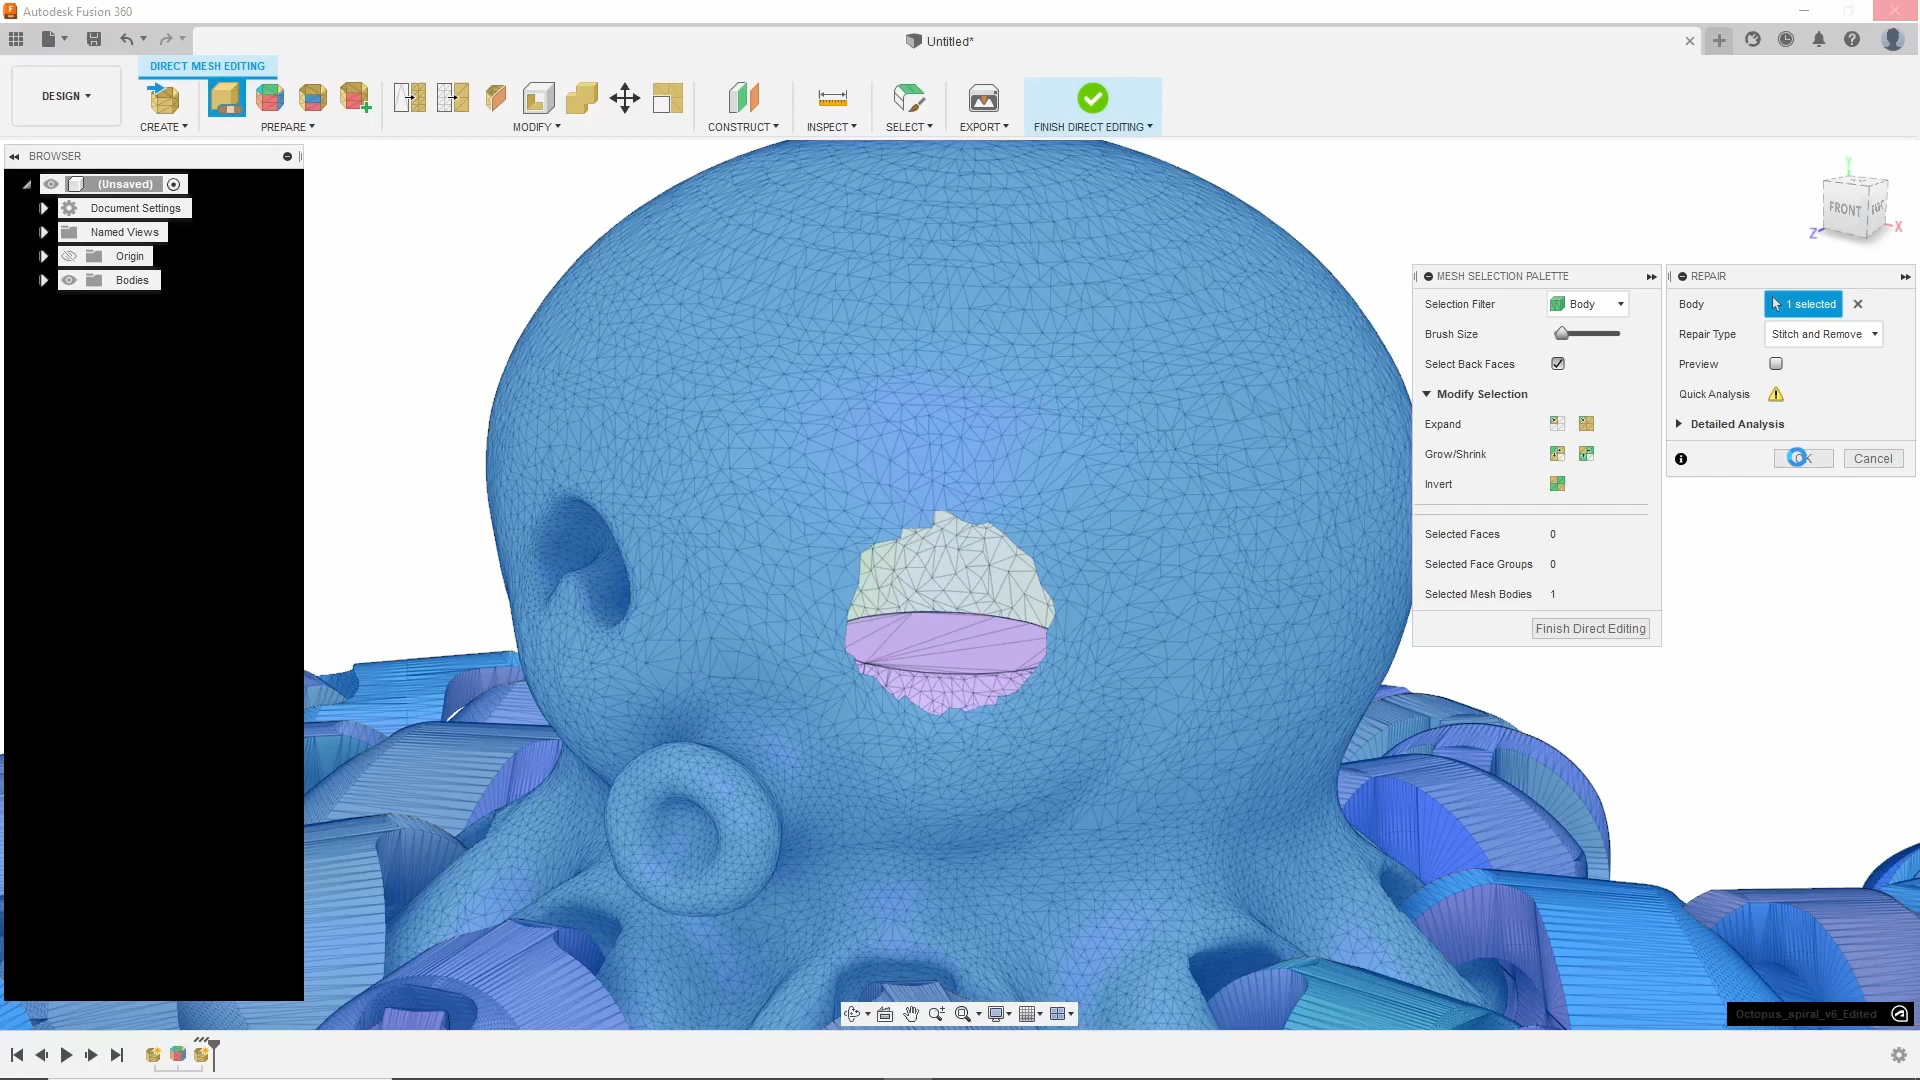 Autodesk Fusion 360
Untitled*
DIRECT MESH EDITING
DESIGN
CREATE
PREPARE
MODIFY
CONSTRUCT
INSPECT
SELECT
EXPORT
FINISH DIRECT EDITING
BROWSER
(Unsaved)
Document Settings
Named Views
Origin
Bodies
Y
FRONT
Z
X
MESH SELECTION PALETTE
Selection Filter Body
Brush Size
Select Back Faces
Modify Selection
Expand
Grow/Shrink
Invert
Selected Faces 0
Selected Face Groups 0
Selected Mesh Bodies 1
Finish Direct Editing
REPAIR
Body 1 selected
Repair Type Stitch and Remove
Preview
Quick Analysis
Detailed Analysis
OK Cancel
Octopus_spiral_v6_Edited